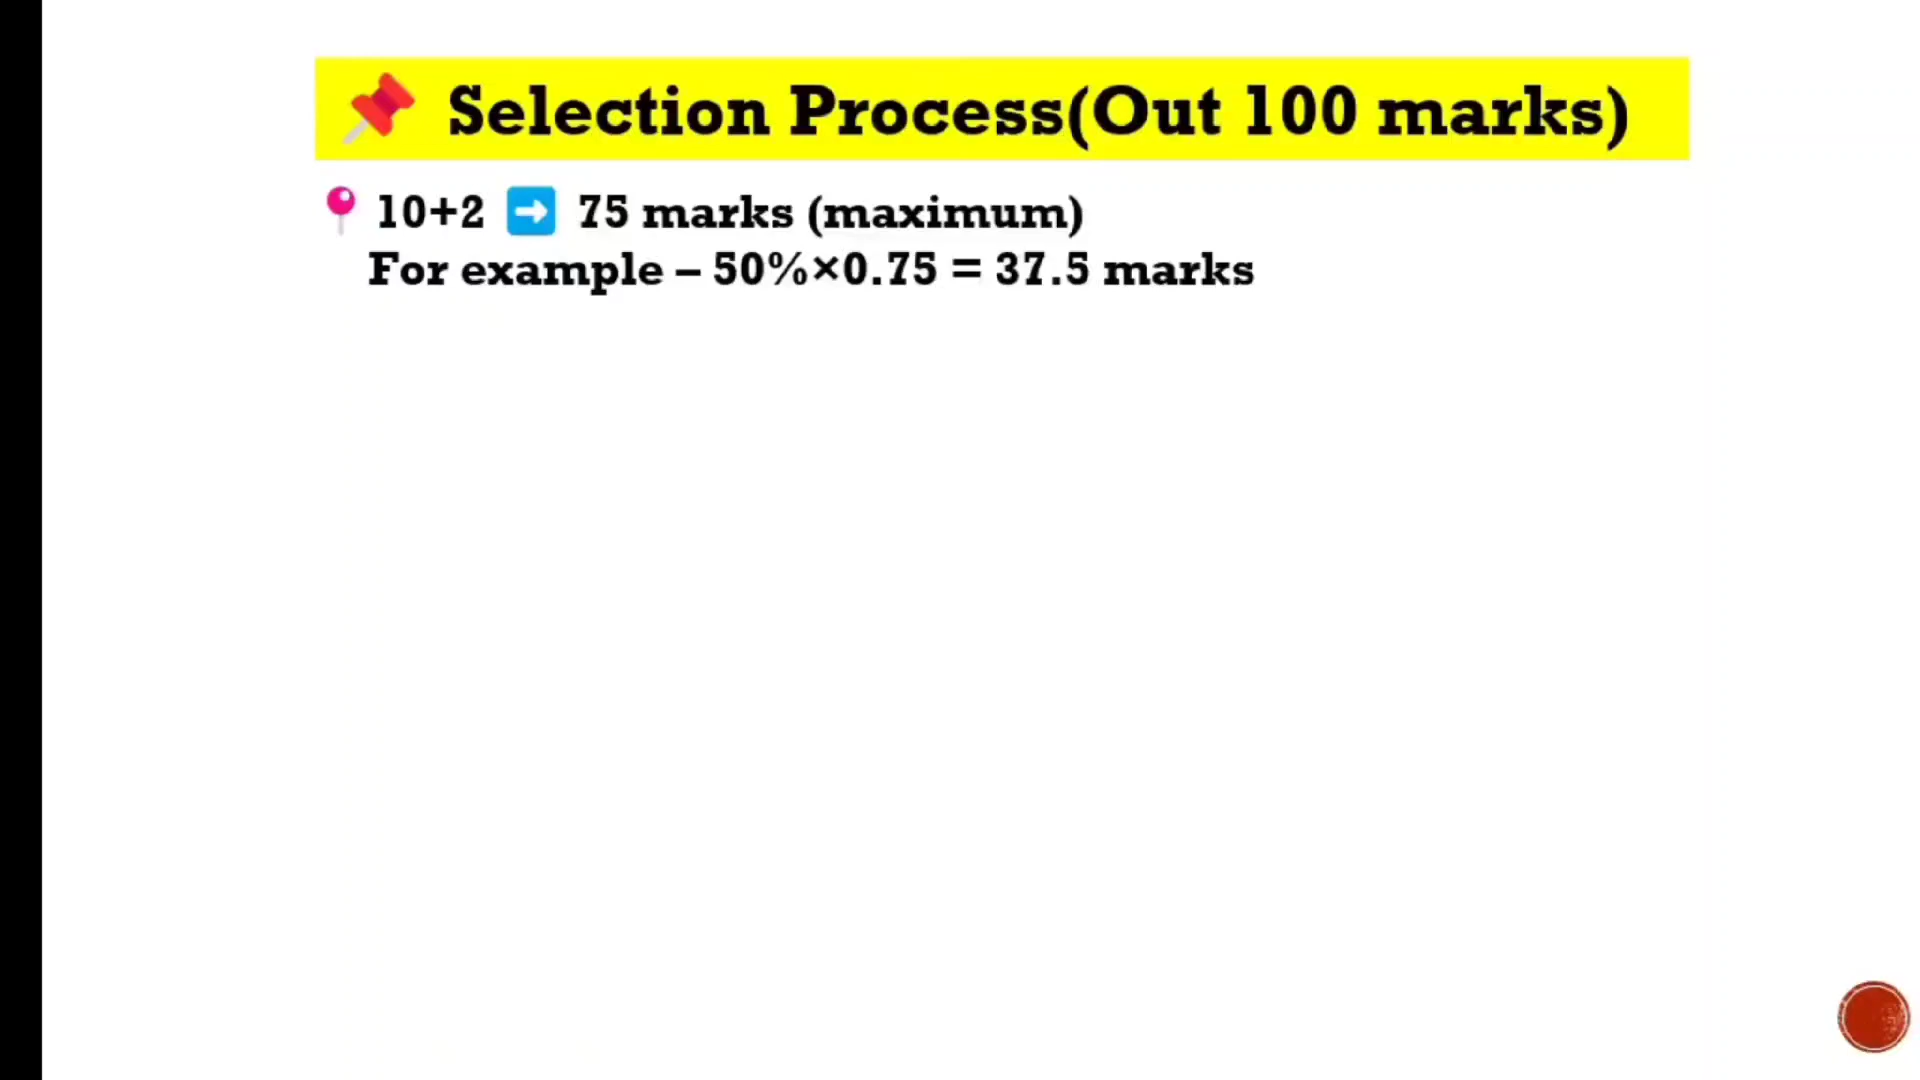 📌 Selection Process(Out 100 marks)
📍 10+2 ➡️ 75 marks (maximum)
For example – 50%×0.75 = 37.5 marks